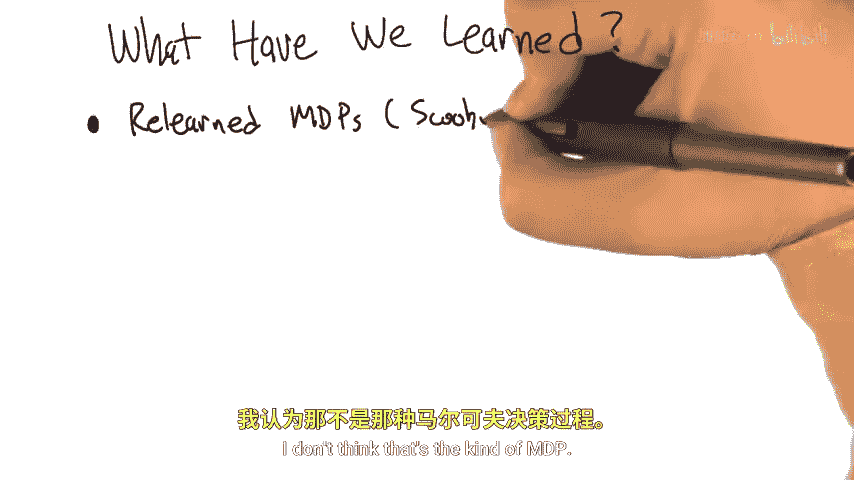 What Have We Learned?
• Relearned MDPs (Scoob
我认为那不是那种马尔可夫决策过程。
I don't think that's the kind of MDP.